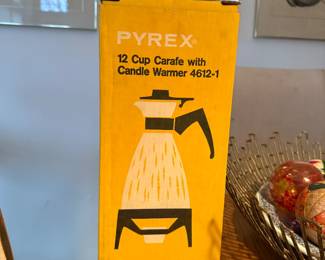 PYREX®
12 Cup Carafe with
Candle Warmer 4612-1